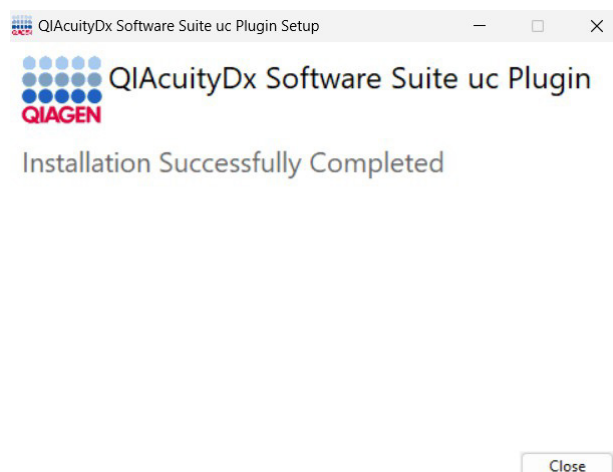 QIAcuityDx Software Suite uc Plugin Setup
QIAcuityDx Software Suite uc Plugin
QIAGEN
Installation Successfully Completed
Close